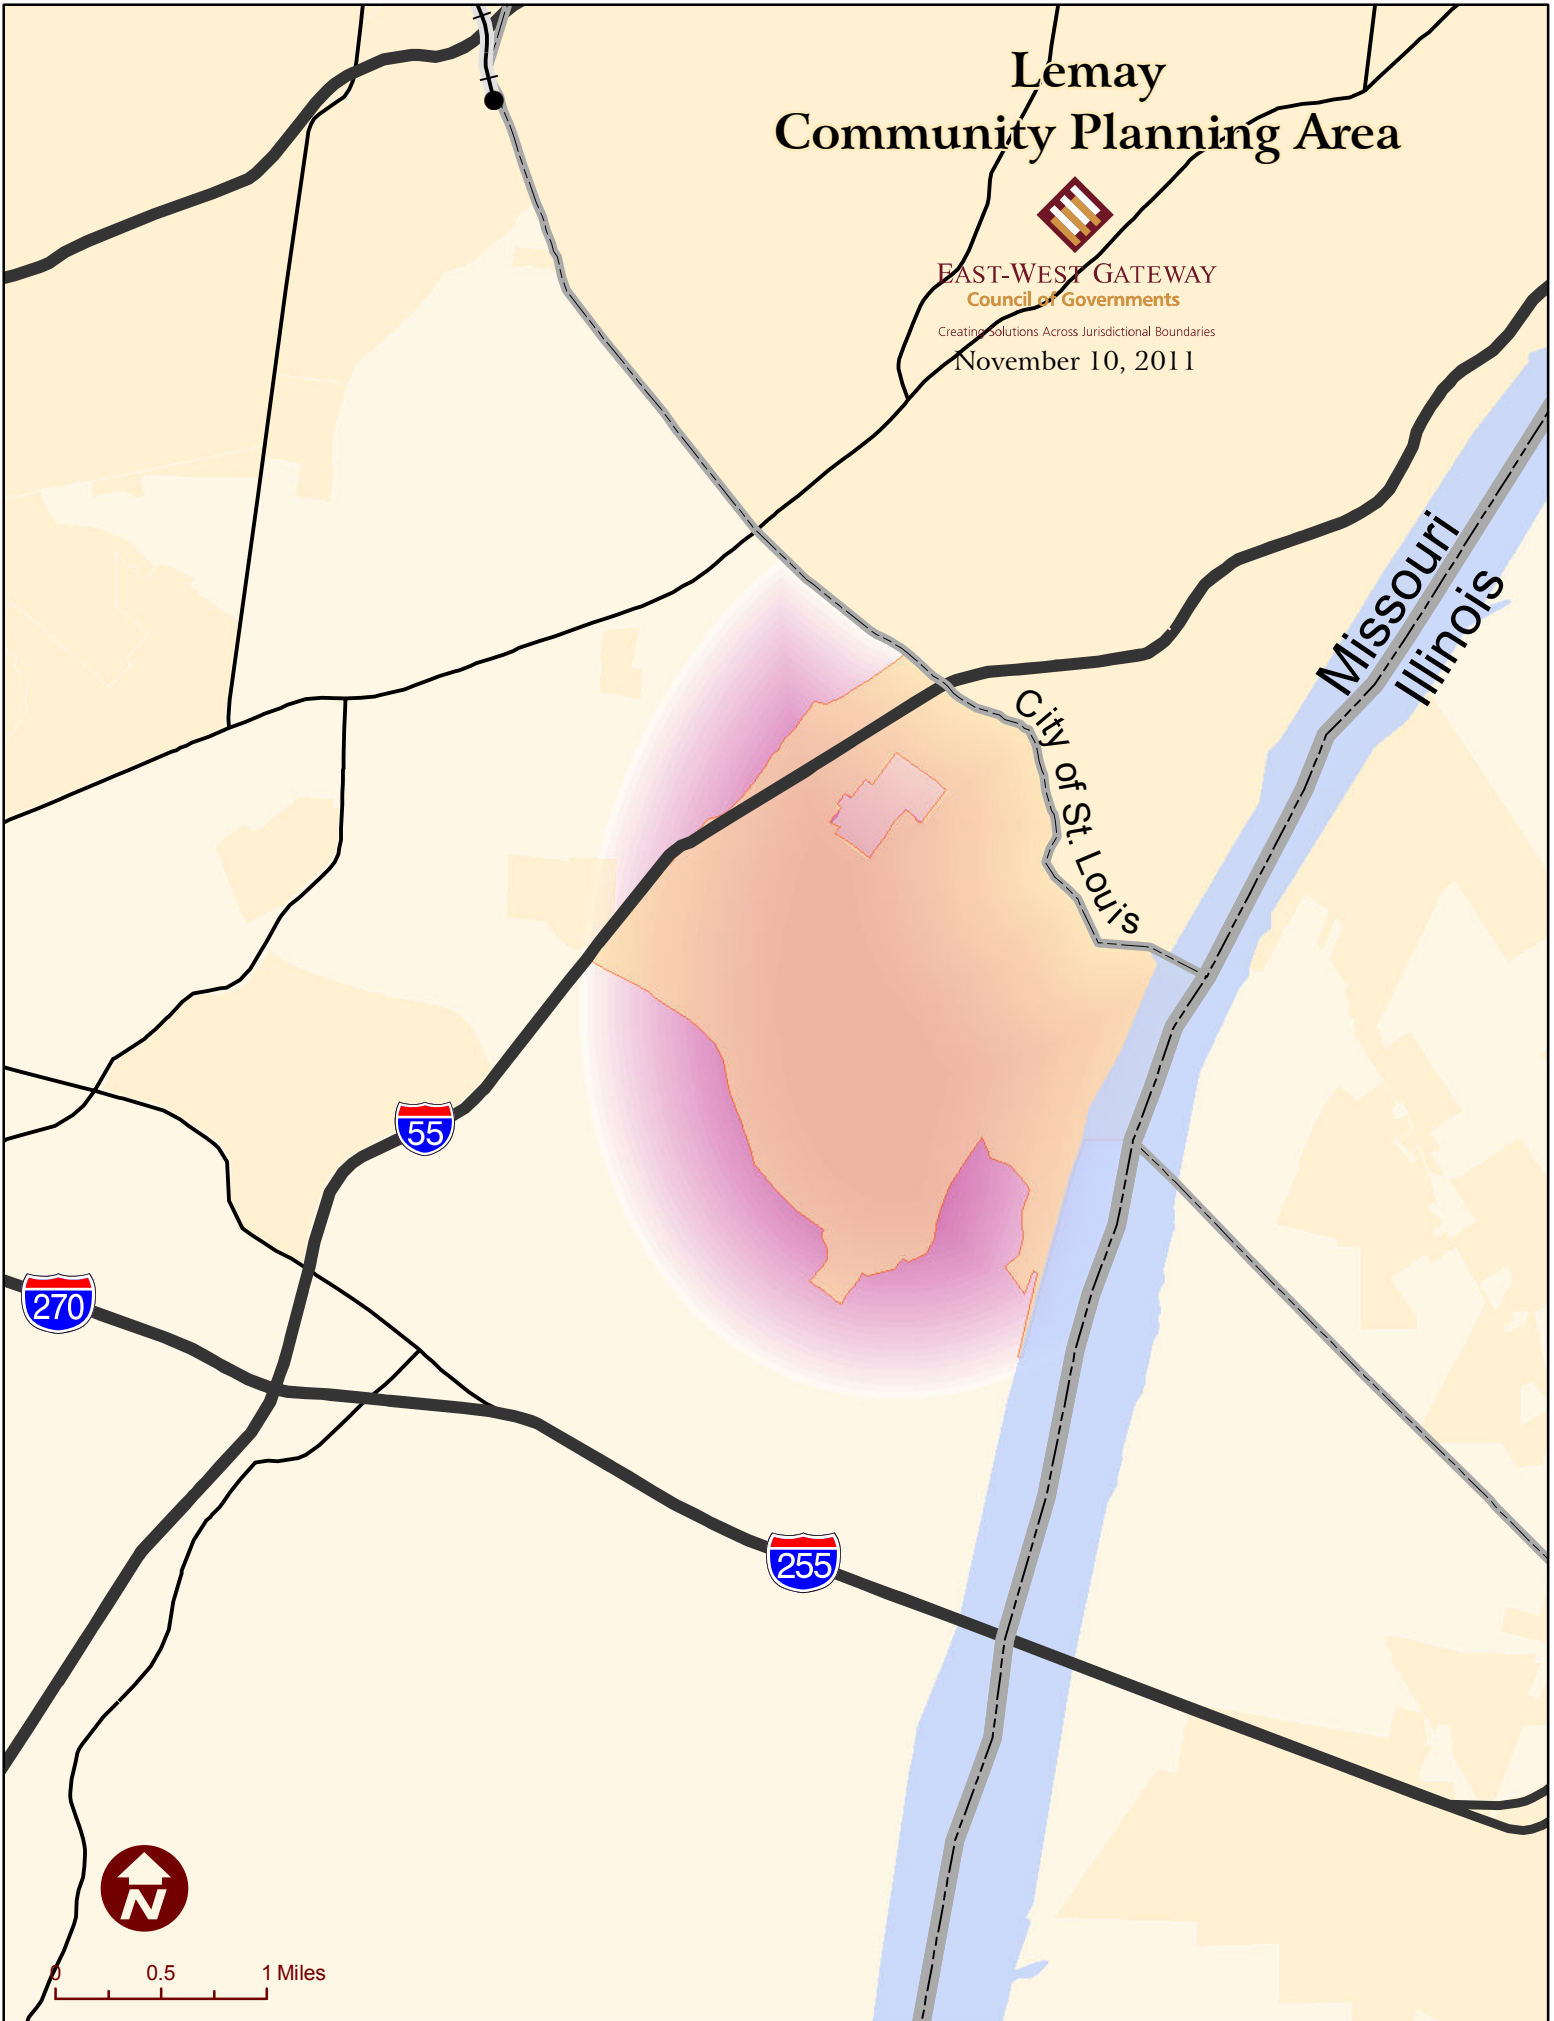 Lemay
Community Planning Area
EAST-WEST GATEWAY
Council of Governments
Creating Solutions Across Jurisdictional Boundaries
November 10, 2011
Missouri
Illinois
City of St. Louis
55
270
255
N
0 0.5 1 Miles